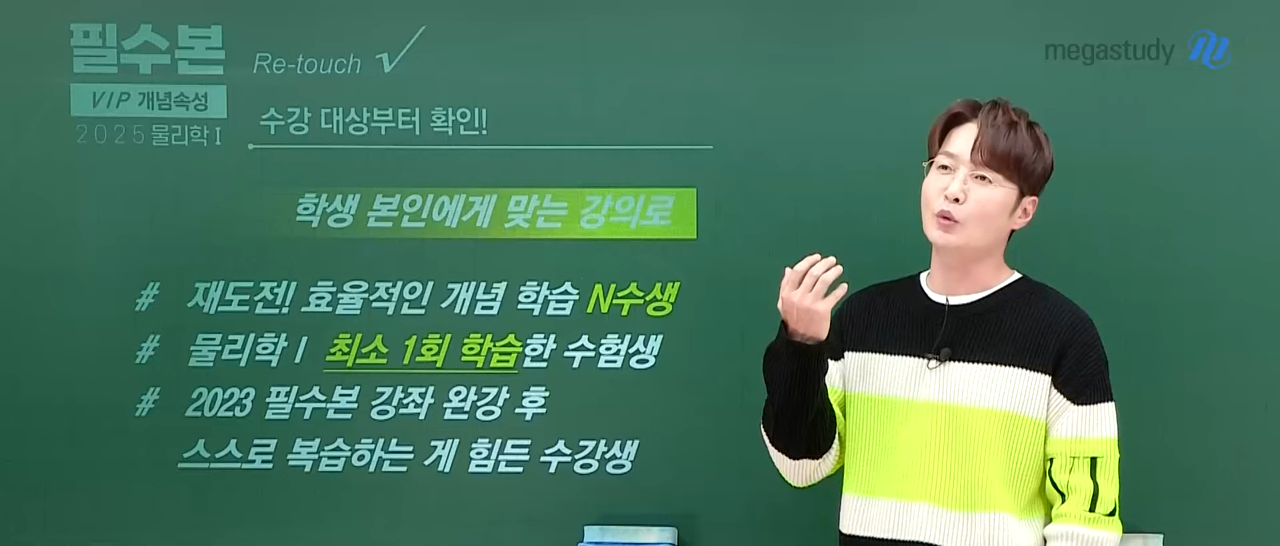 필수본
VIP 개념속성
2025 물리학 I
Re-touch
수강 대상부터 확인!
megastudy
학생 본인에게 맞는 강의로
# 재도전! 효율적인 개념 학습 N수생
# 물리학 I 최소 1회 학습한 수험생
# 2023 필수본 강좌 완강 후
스스로 복습하는 게 힘든 수강생